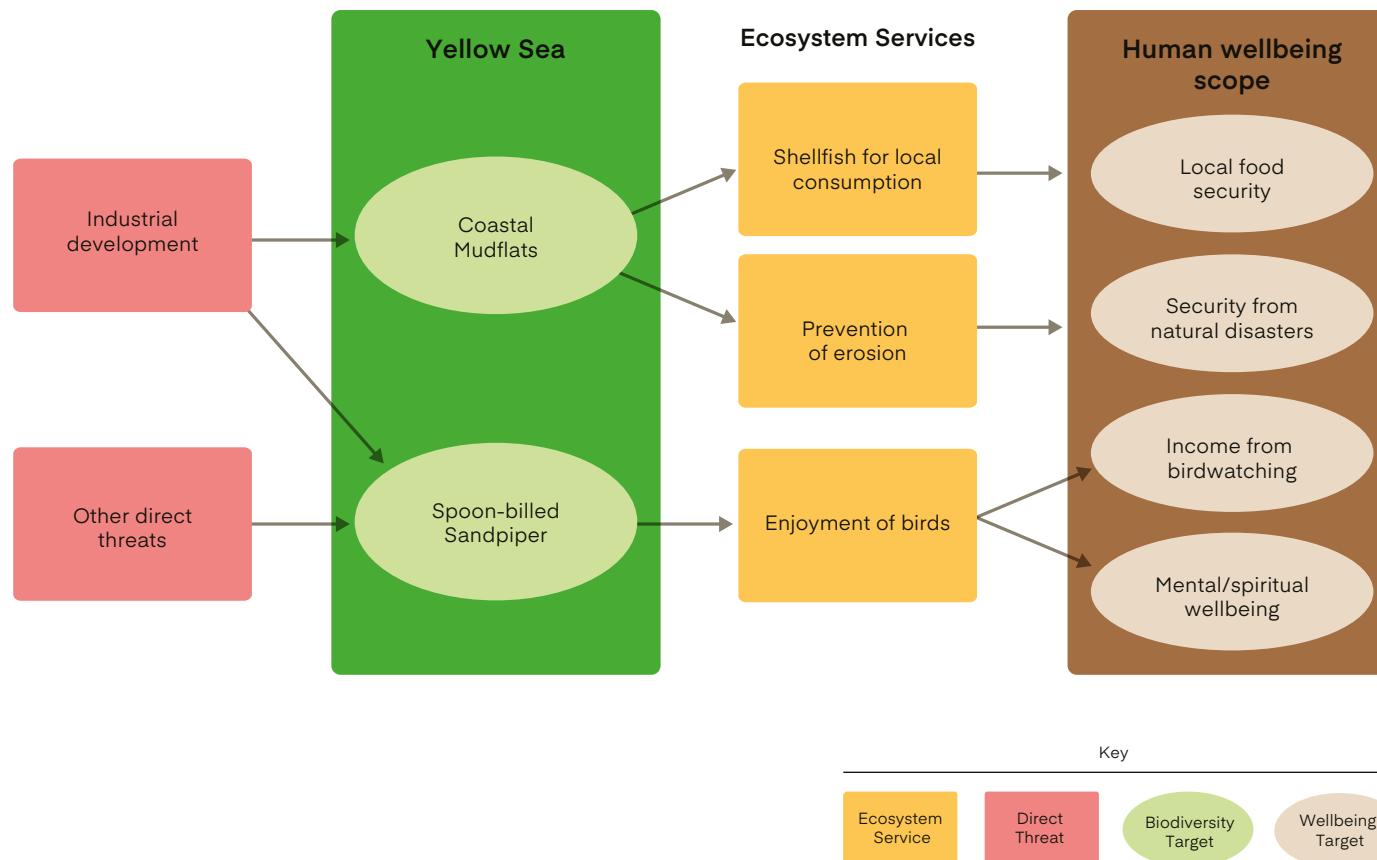 Yellow Sea
Ecosystem Services
Human wellbeing
scope
Industrial
development
Other direct
threats
Coastal
Mudflats
Spoon-billed
Sandpiper
Shellfish for local
consumption
Prevention
of erosion
Enjoyment of birds
Local food
security
Security from
natural disasters
Income from
birdwatching
Mental/spiritual
wellbeing
Key
Ecosystem
Service
Direct
Threat
Biodiversity
Target
Wellbeing
Target